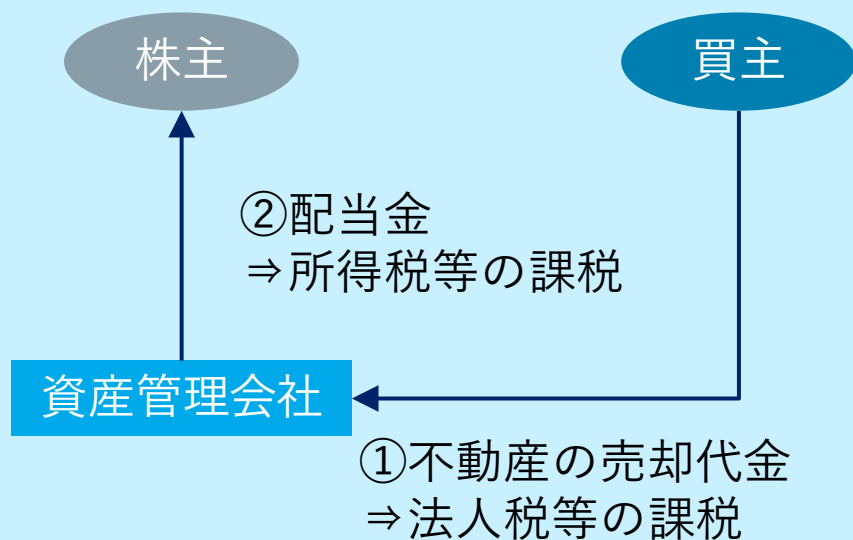 株主
買主
②配当金
⇒所得税等の課税
資産管理会社
①不動産の売却代金
⇒法人税等の課税